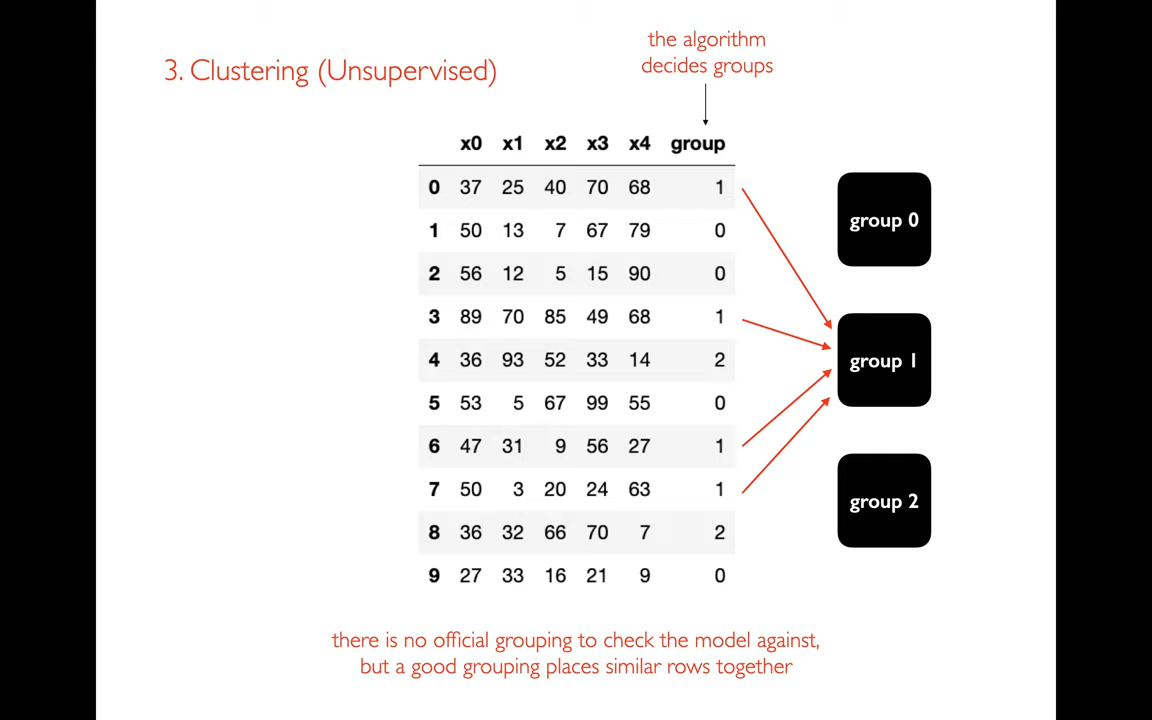 3. Clustering (Unsupervised)
the algorithm
decides groups
x0 x1 x2 x3 x4 group
0 37 25 40 70 68 1
1 50 13 7 67 79 0
2 56 12 5 15 90 0
3 89 70 85 49 68 1
4 36 93 52 33 14 2
5 53 5 67 99 55 0
6 47 31 9 56 27 1
7 50 3 20 24 63 1
8 36 32 66 70 7 2
9 27 33 16 21 9 0
group 0
group 1
group 2
there is no official grouping to check the model against,
but a good grouping places similar rows together